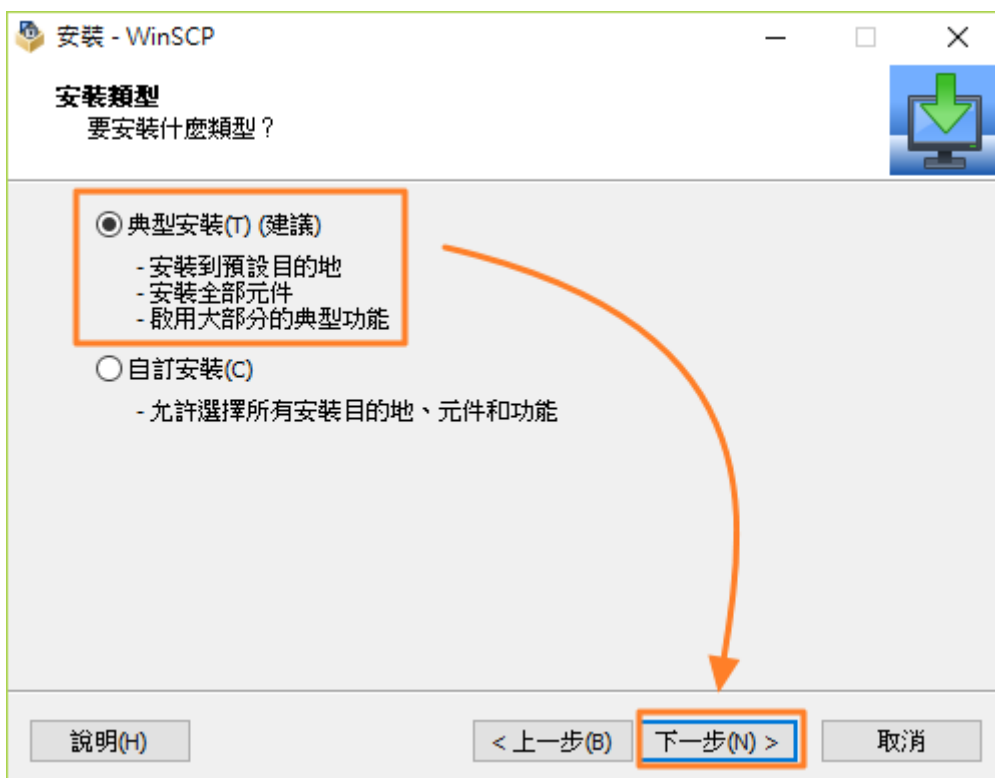 安裝 - WinSCP
安裝類型
要安裝什麼類型？
典型安裝(T) (建議)
- 安裝到預設目的地
- 安裝全部元件
- 啟用大部分的典型功能
自訂安裝(C)
- 允許選擇所有安裝目的地、元件和功能
說明(H)
< 上一步(B)
下一步(N) >
取消